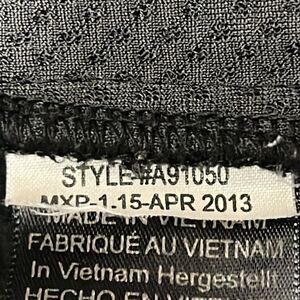 STYLE #A91050
MXP-1-15-APR 2013
MADE IN VIETNAM
FABRIQUÉ AU VIETNAM
In Vietnam Hergestellt
HECHO EN